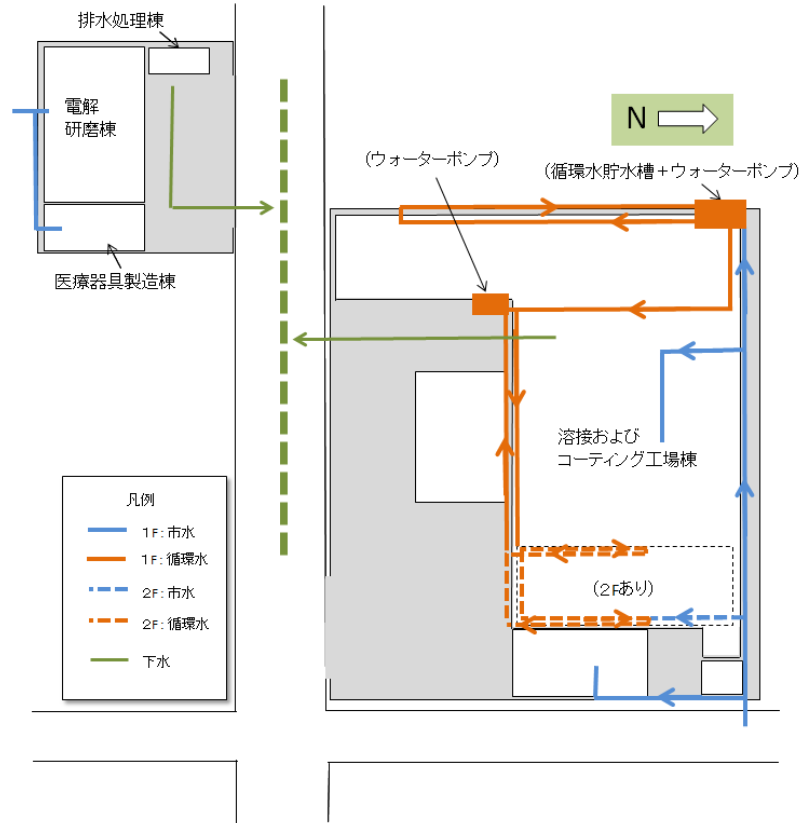 排水処理棟
電解
研磨棟
医療器具製造棟
N
(ウォーターポンプ)
(循環水貯水槽+ウォーターポンプ)
溶接および
コーティング工場棟
(2Fあり)
凡例
1F:市水
1F:循環水
2F:市水
2F:循環水
下水